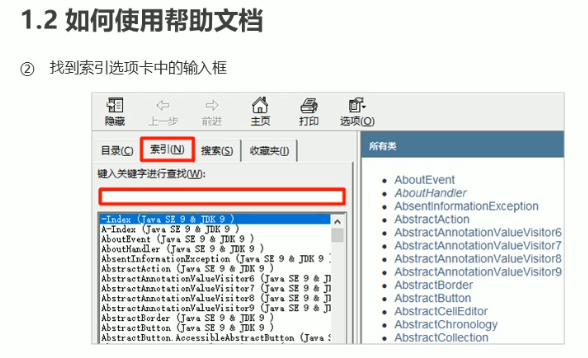 1.2 如何使用帮助文档
② 找到索引选项卡中的输入框
隐藏 上一步 前进 主页 打印 选项(O)
目录(C) 索引(N) 搜索(S) 收藏夹(I)
键入关键字进行查找(W):
-Index (Java SE 9 & JDK 9 )
A-Index (Java SE 9 & JDK 9 )
AboutEvent (Java SE 9 & JDK 9 )
AboutHandler (Java SE 9 & JDK 9 )
AbsentInformationException (Java SE 9 & JDK 9
AbstractAction (Java SE 9 & JDK 9 )
AbstractAnnotationValueVisitor6 (Java SE 9 & J
AbstractAnnotationValueVisitor7 (Java SE 9 & J
AbstractAnnotationValueVisitor8 (Java SE 9 & J
AbstractAnnotationValueVisitor9 (Java SE 9 & J
AbstractBorder (Java SE 9 & JDK 9 )
AbstractButton (Java SE 9 & JDK 9 )
AbstractButton.AccessibleAbstractButton (Java S
所有类
AboutEvent
AboutHandler
AbsentInformationException
AbstractAction
AbstractAnnotationValueVisitor6
AbstractAnnotationValueVisitor7
AbstractAnnotationValueVisitor8
AbstractAnnotationValueVisitor9
AbstractBorder
AbstractButton
AbstractCellEditor
AbstractChronology
AbstractCollection